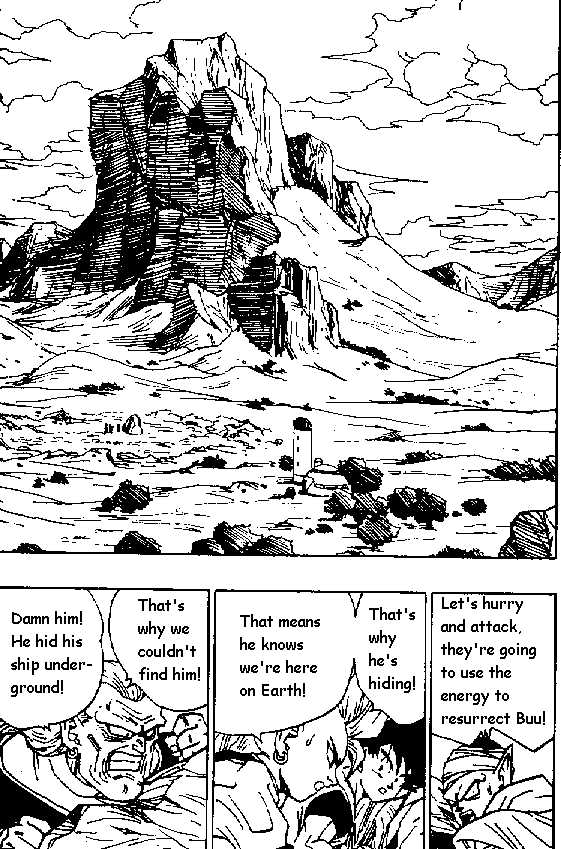 Damn him!
He hid his
ship under-
ground!
That's
why we
couldn't
find him!
That means
he knows
we're here
on Earth!
That's
why
he's
hiding!
Let's hurry
and attack,
they're going
to use the
energy to
resurrect Buu!